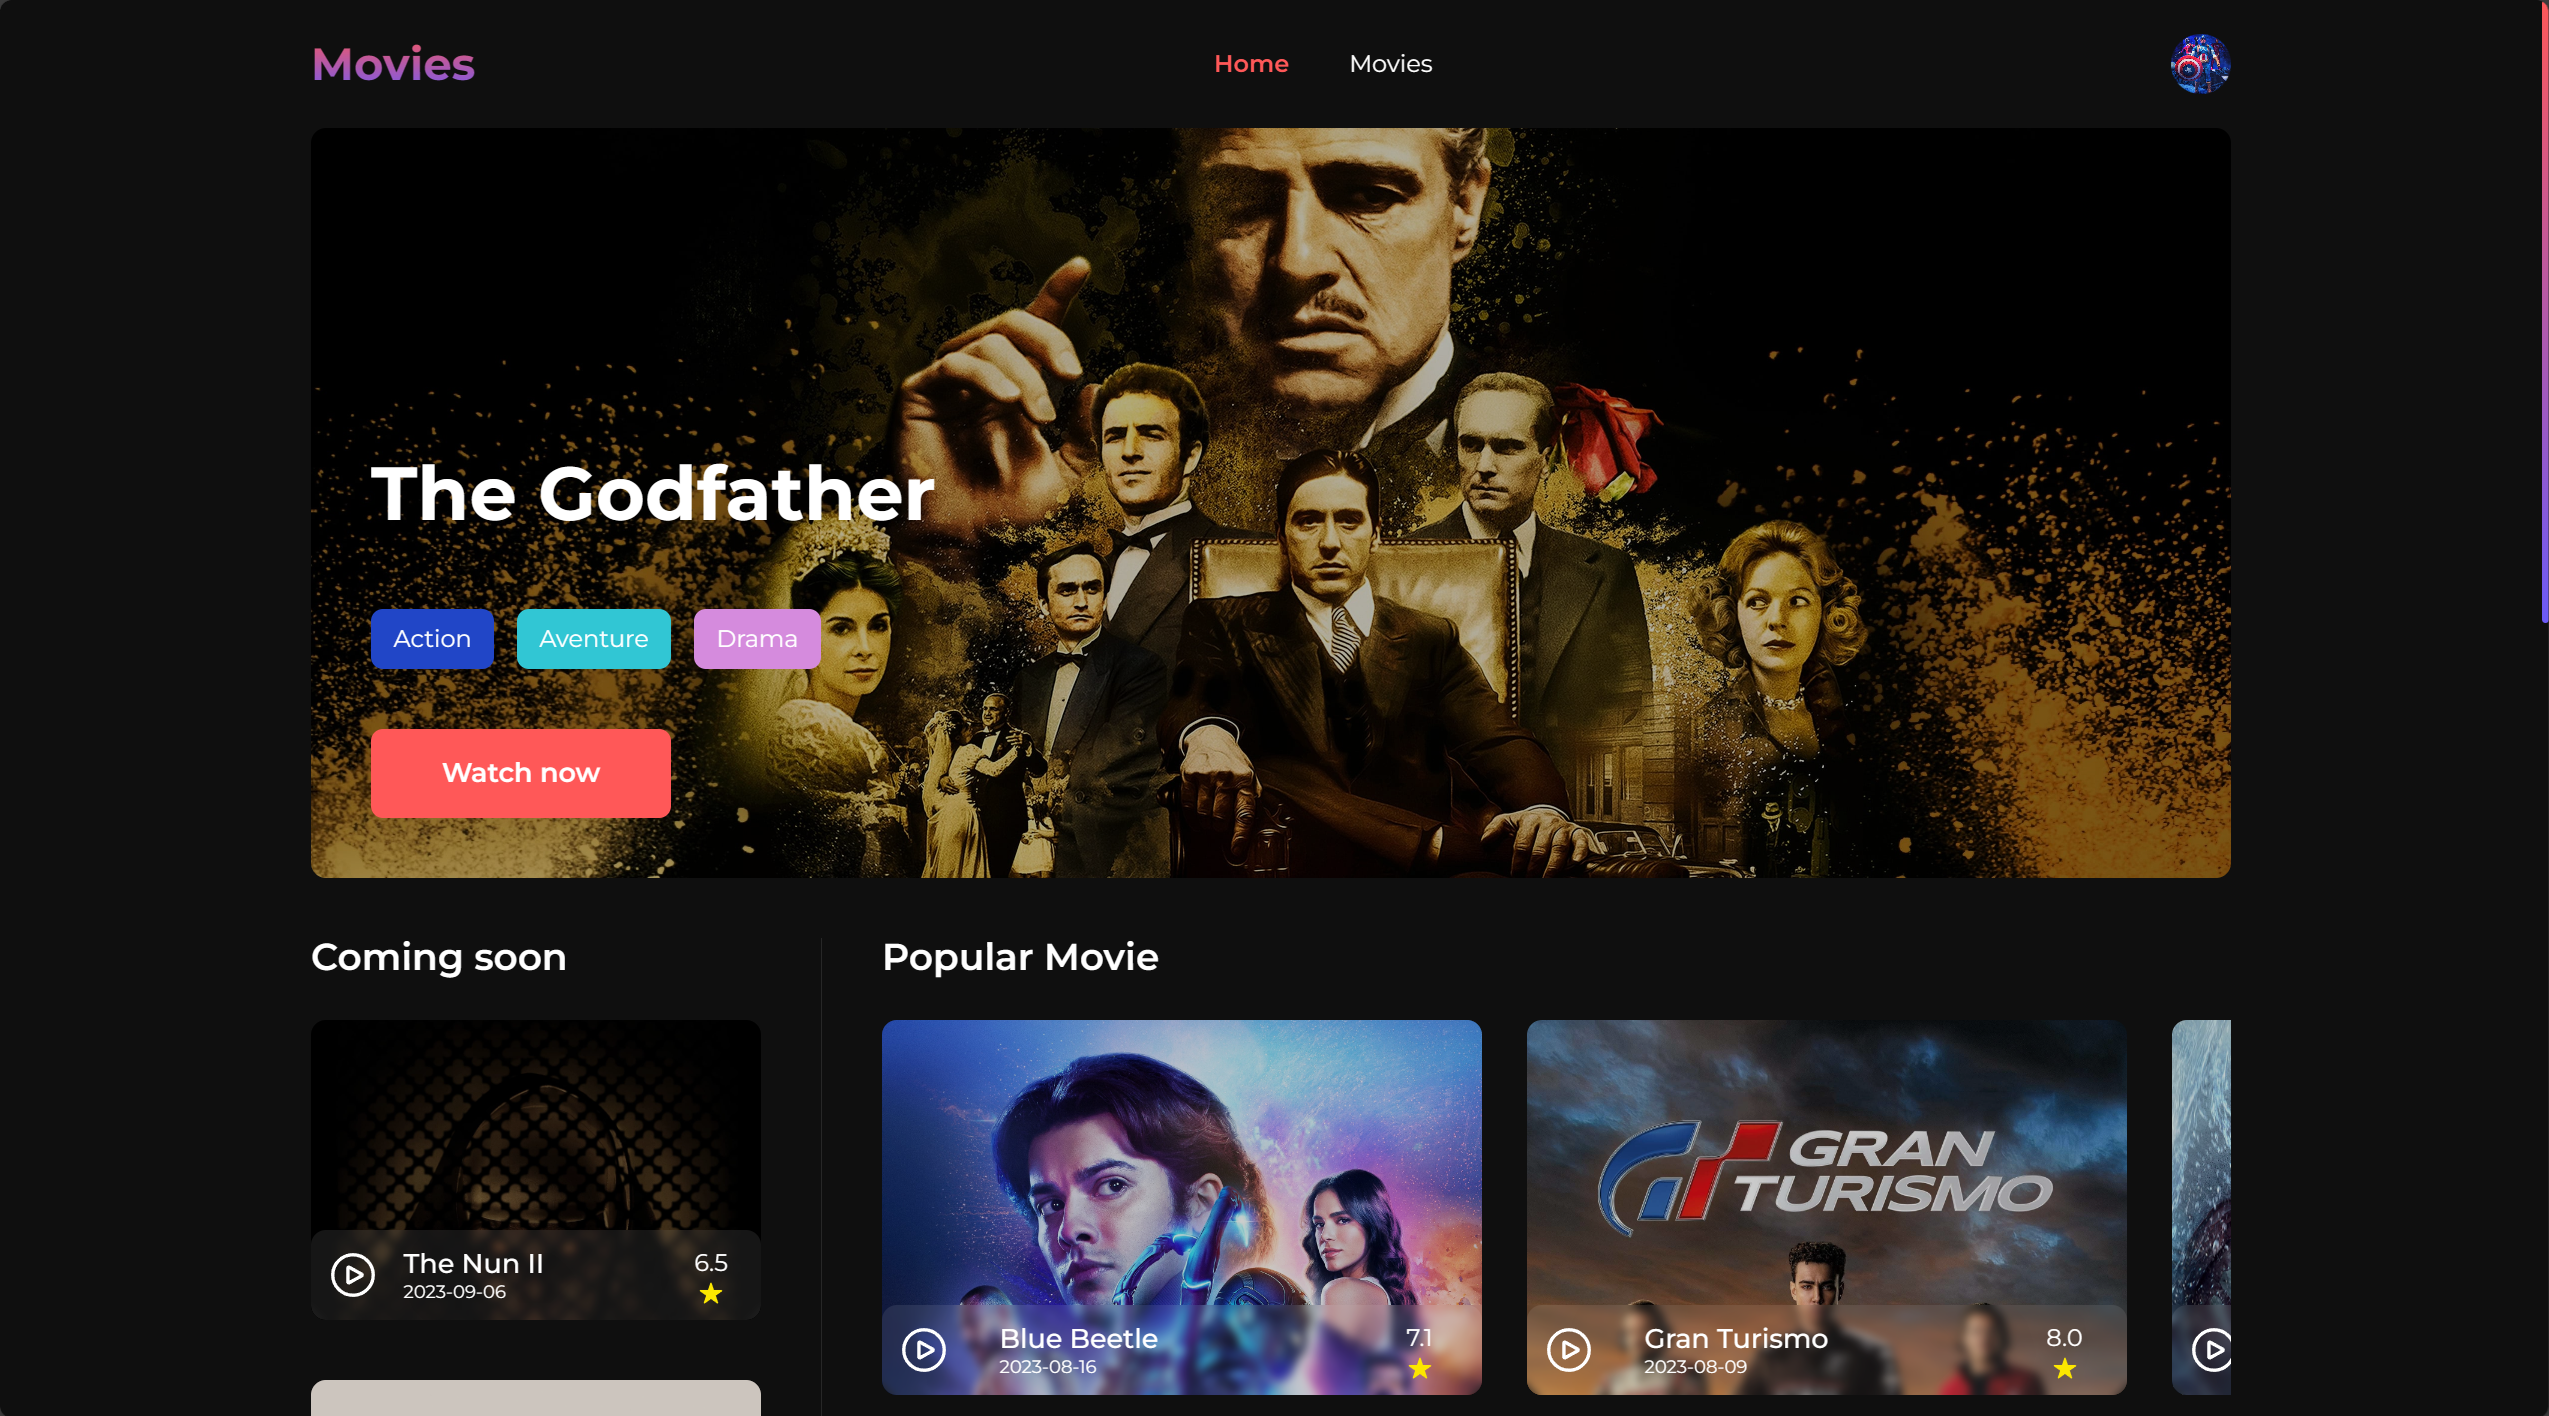 Movies
Home
Movies
The Godfather
Action
Aventure
Drama
Watch now
Coming soon
Popular Movie
The Nun II
2023-09-06
6.5
Blue Beetle
2023-08-16
7.1
GRAN
TURISMO
Gran Turismo
2023-08-09
8.0